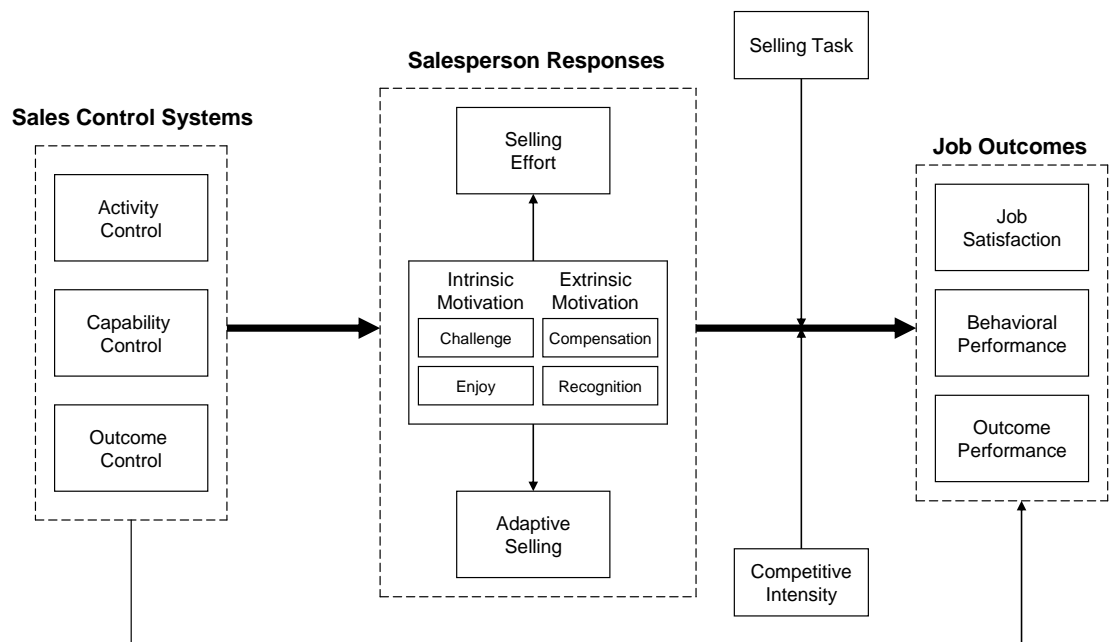 Sales Control Systems
Activity
Control
Capability
Control
Outcome
Control
Salesperson Responses
Selling
Effort
Intrinsic
Motivation
Extrinsic
Motivation
Challenge
Compensation
Enjoy
Recognition
Adaptive
Selling
Selling Task
Competitive
Intensity
Job Outcomes
Job
Satisfaction
Behavioral
Performance
Outcome
Performance